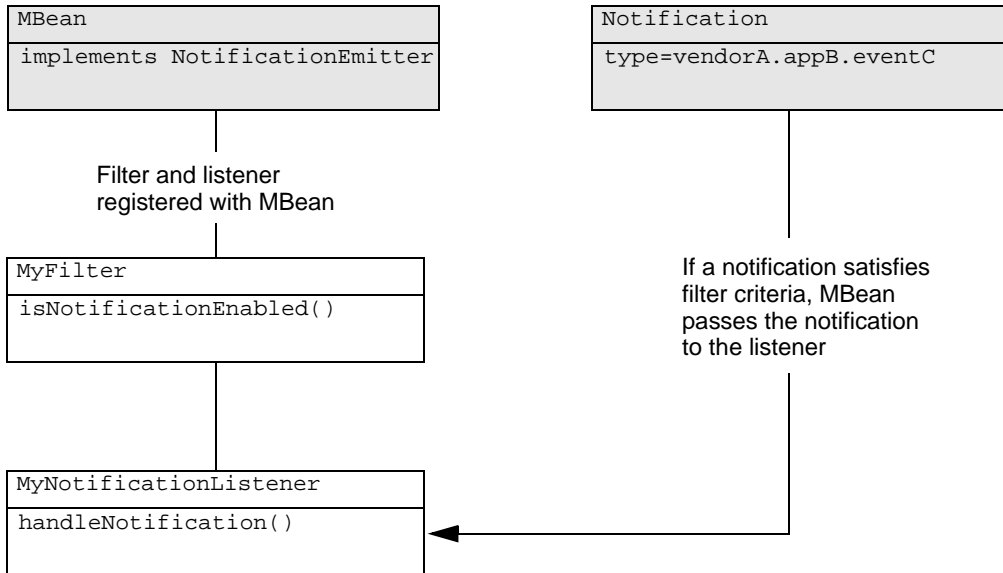 MBean
implements NotificationEmitter
Notification
type=vendorA.appB.eventC
Filter and listener
registered with MBean
MyFilter
isNotificationEnabled()
If a notification satisfies
filter criteria, MBean
passes the notification
to the listener
MyNotificationListener
handleNotification()